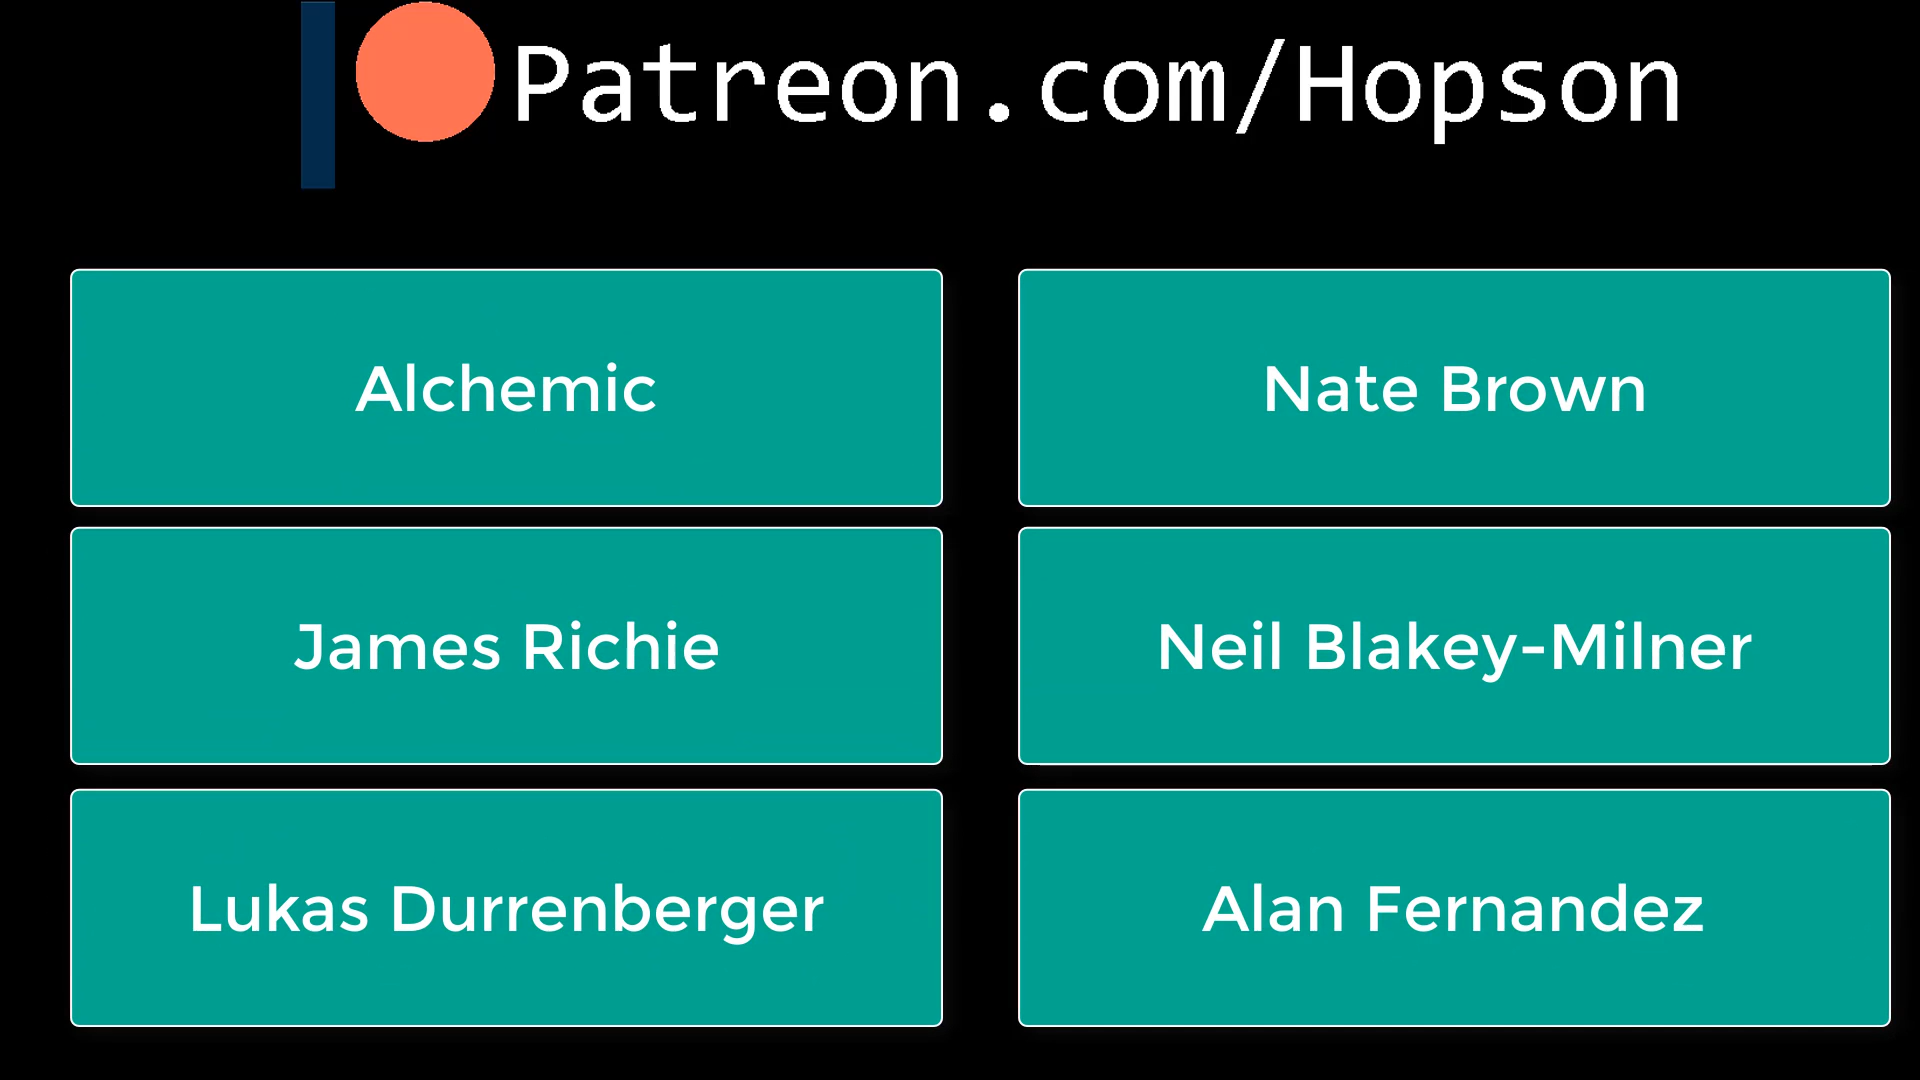 Patreon.com/Hopson
Alchemic
Nate Brown
James Richie
Neil Blakey-Milner
Lukas Durrenberger
Alan Fernandez